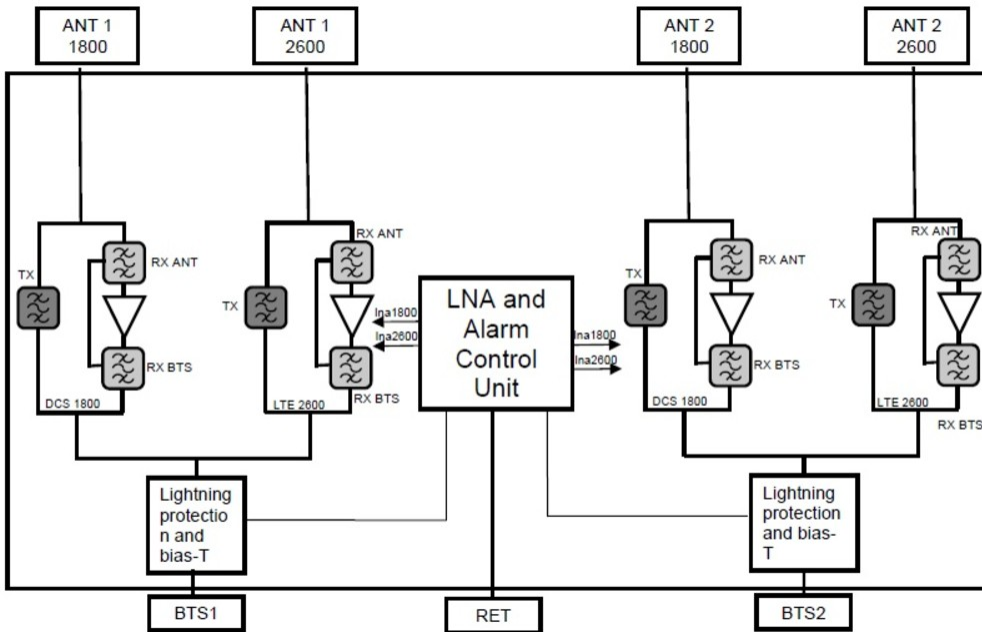 ANT 1
1800
ANT 1
2600
ANT 2
1800
ANT 2
2600
RX ANT
RX ANT
RX ANT
RX ANT
TX
TX
TX
TX
lna1800
lna2600
LNA and
Alarm
Control
Unit
lna1800
lna2600
RX BTS
RX BTS
RX BTS
RX BTS
DCS 1800
LTE 2600
DCS 1800
LTE 2600
Lightning
protectio
n and
bias-T
Lightning
protection
and bias-
T
BTS1
RET
BTS2